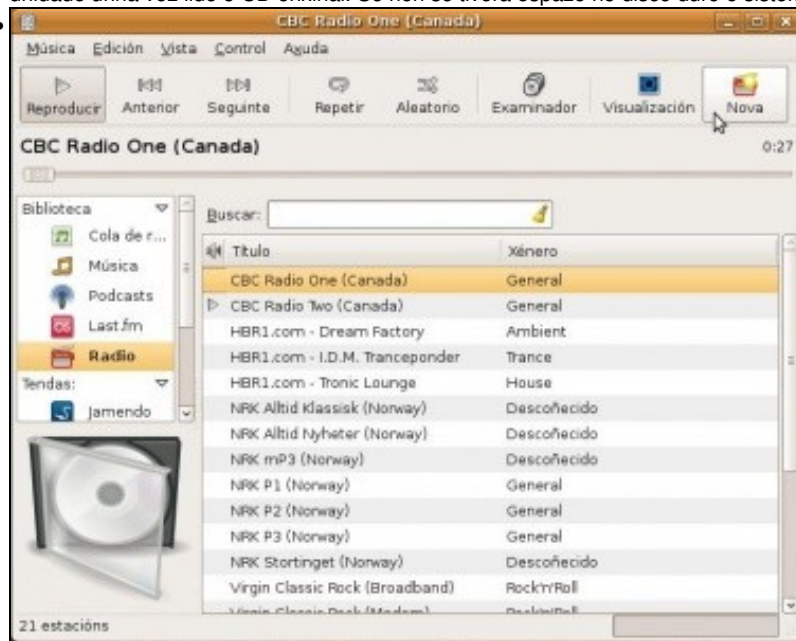 CBC Radio One (Canada)
Música Edición Vista Control Aguda
Reproducir Anterior Seguinte Repetir Aleatorio Examinador Visualización Nova
CBC Radio One (Canada) 0:27
Biblioteca
Buscar:
Cola de r...
Música
Podcasts
Last.fm
Radio
Tendas:
Jamendo
Título Xénero
CBC Radio One (Canada) General
CBC Radio Two (Canada) General
HBR1.com - Dream Factory Ambient
HBR1.com - I.D.M. Tranceponder Trance
HBR1.com - Tronic Lounge House
NRK Alltid Klassisk (Norway) Descoñecido
NRK Alltid Nyheter (Norway) Descoñecido
NRK mP3 (Norway) Descoñecido
NRK P1 (Norway) General
NRK P2 (Norway) General
NRK P3 (Norway) General
NRK Stortinget (Norway) Descoñecido
Virgin Classic Rock (Broadband) Rock'n'Roll
21 estacións